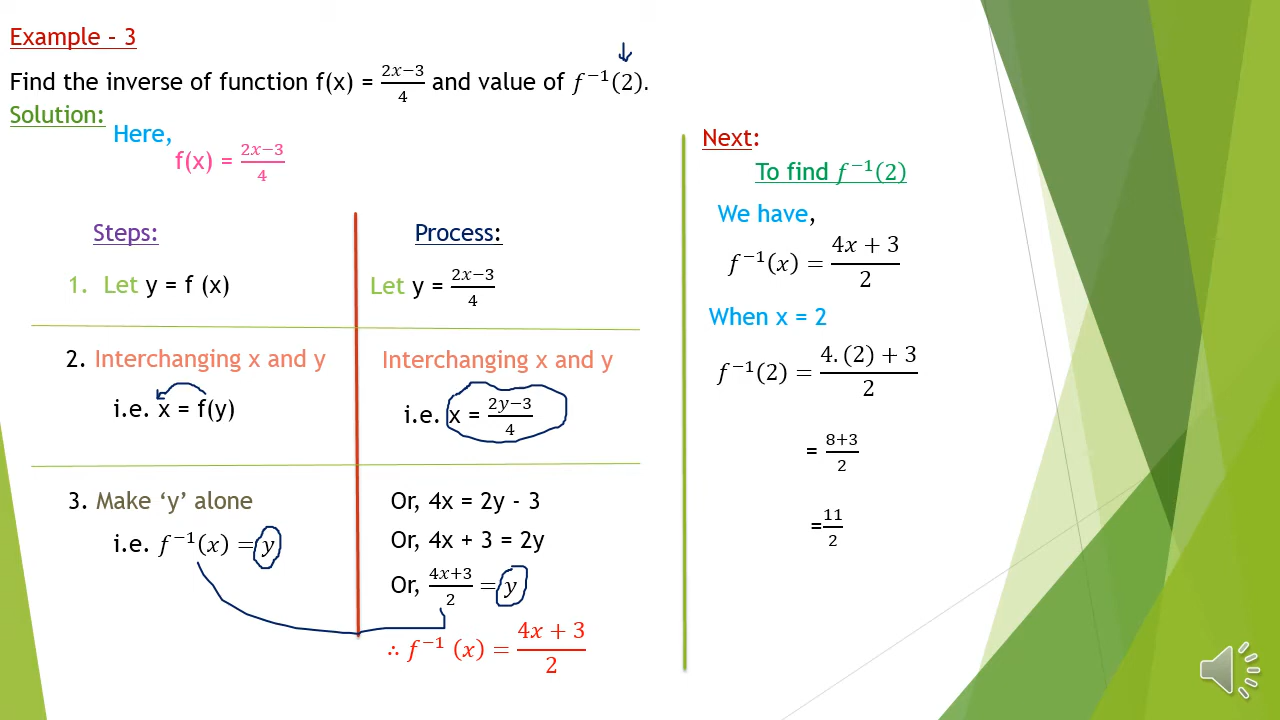 Example - 3
Find the inverse of function f(x) = (2x−3)/4 and value of f⁻¹(2).
Solution:
Here,
f(x) = (2x−3)/4
Steps:
1. Let y = f (x)
2. Interchanging x and y
i.e. x = f(y)
3. Make ‘y’ alone
i.e. f⁻¹(x) = y
Process:
Let y = (2x−3)/4
Interchanging x and y
i.e. x = (2y−3)/4
Or, 4x = 2y - 3
Or, 4x + 3 = 2y
Or, (4x+3)/2 = y
∴ f⁻¹ (x) = (4x + 3)/2
Next:
To find f⁻¹(2)
We have,
f⁻¹(x) = (4x + 3)/2
When x = 2
f⁻¹(2) = (4. (2) + 3)/2
= (8+3)/2
= 11/2